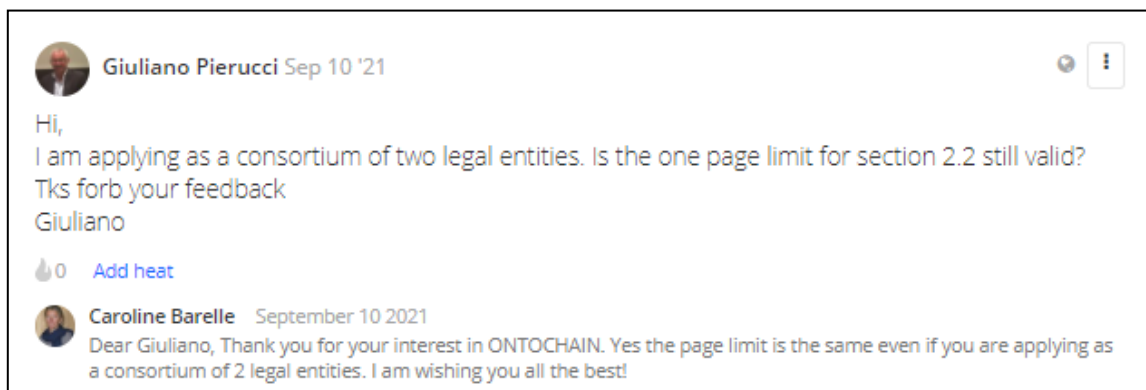 Giuliano Pierucci Sep 10 '21
Hi,
I am applying as a consortium of two legal entities. Is the one page limit for section 2.2 still valid?
Tks forb your feedback
Giuliano
0 Add heat
Caroline Barelle September 10 2021
Dear Giuliano, Thank you for your interest in ONTOCHAIN. Yes the page limit is the same even if you are applying as
a consortium of 2 legal entities. I am wishing you all the best!